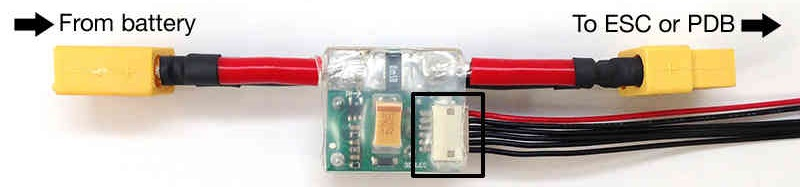 From battery
To ESC or PDB